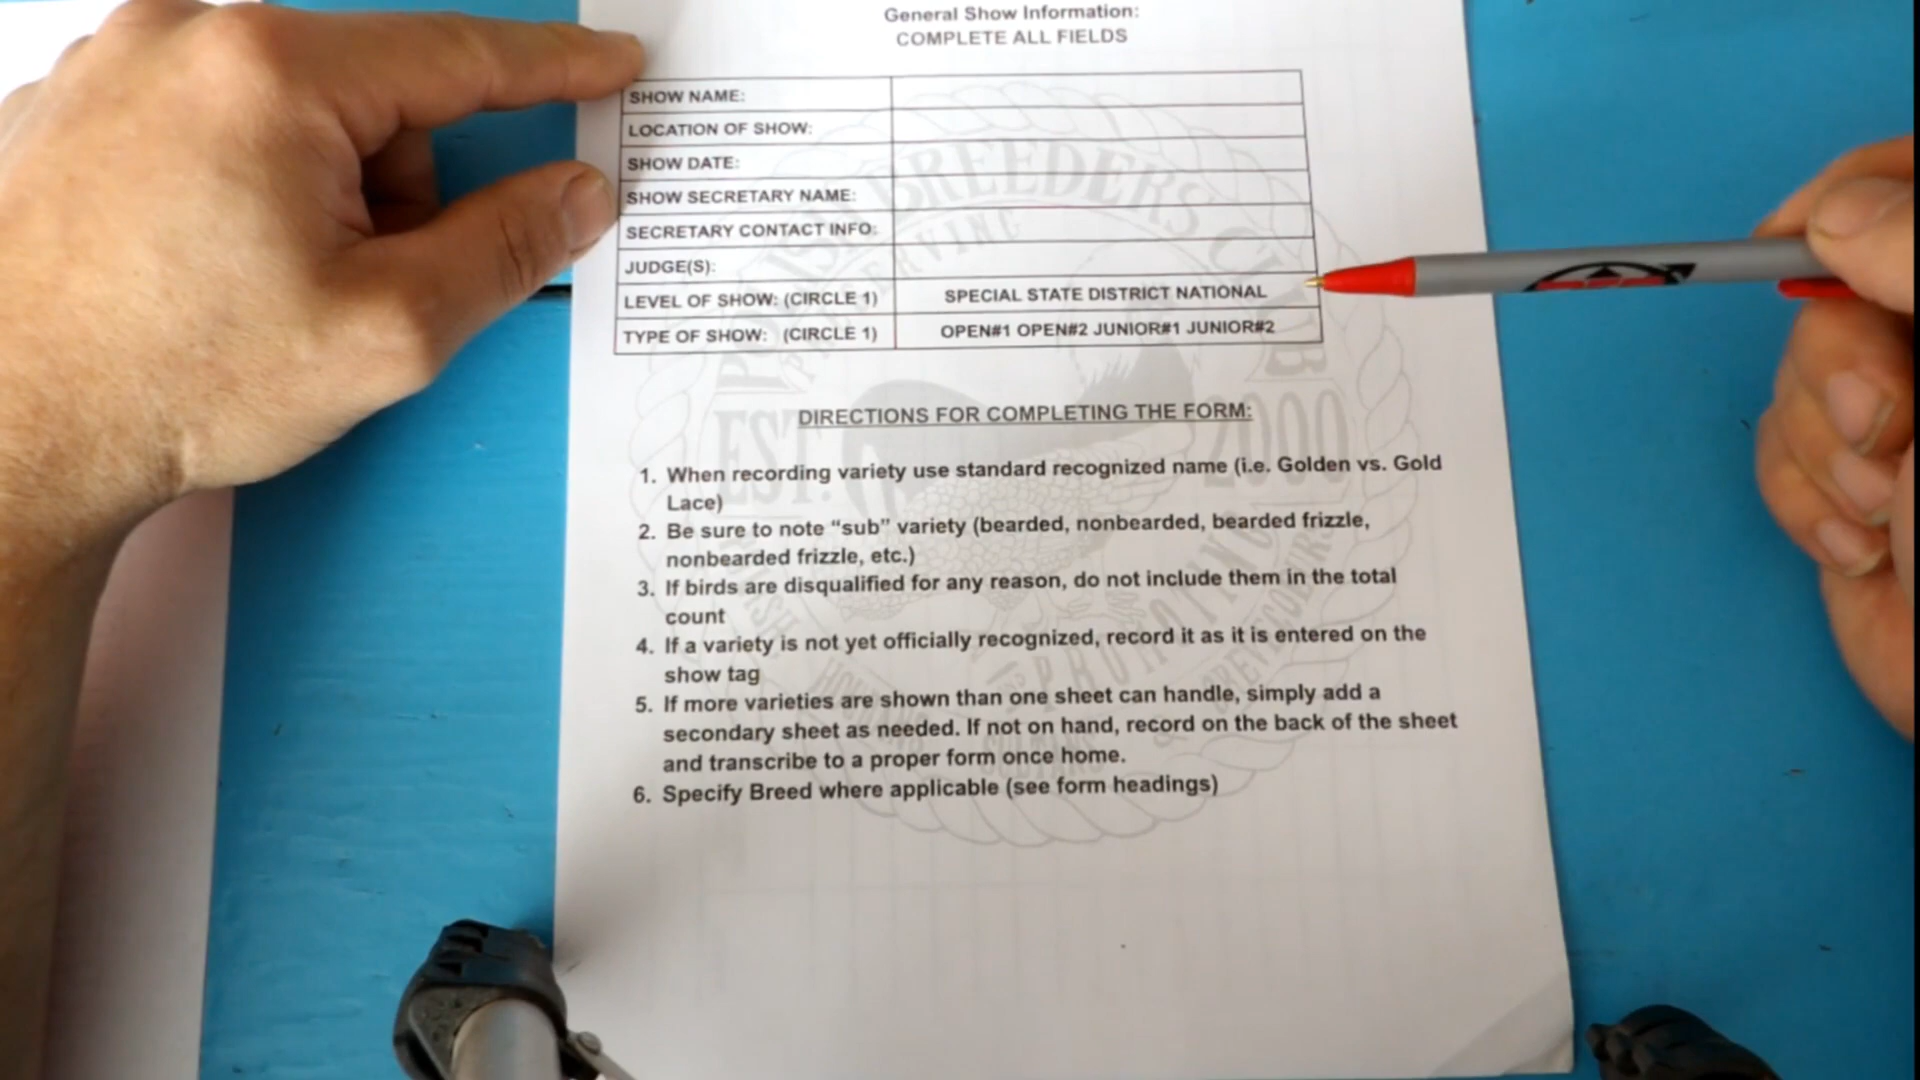 General Show Information:
COMPLETE ALL FIELDS
SHOW NAME:
LOCATION OF SHOW:
SHOW DATE:
SHOW SECRETARY NAME:
SECRETARY CONTACT INFO:
JUDGE(S):
LEVEL OF SHOW: (CIRCLE 1) SPECIAL STATE DISTRICT NATIONAL
TYPE OF SHOW: (CIRCLE 1) OPEN#1 OPEN#2 JUNIOR#1 JUNIOR#2
POLISH BREEDERS CLUB
PRESERVING
EST. 2000
DIRECTIONS FOR COMPLETING THE FORM:
1. When recording variety use standard recognized name (i.e. Golden vs. Gold
Lace)
2. Be sure to note “sub” variety (bearded, nonbearded, bearded frizzle,
nonbearded frizzle, etc.)
3. If birds are disqualified for any reason, do not include them in the total
count
4. If a variety is not yet officially recognized, record it as it is entered on the
show tag
5. If more varieties are shown than one sheet can handle, simply add a
secondary sheet as needed. If not on hand, record on the back of the sheet
and transcribe to a proper form once home.
6. Specify Breed where applicable (see form headings)